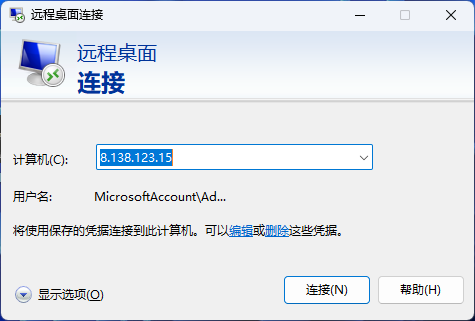 远程桌面连接
远程桌面
连接
计算机(C): 8.138.123.15
用户名: MicrosoftAccount\Ad...
将使用保存的凭据连接到此计算机。可以编辑或删除这些凭据。
显示选项(O) 连接(N) 帮助(H)